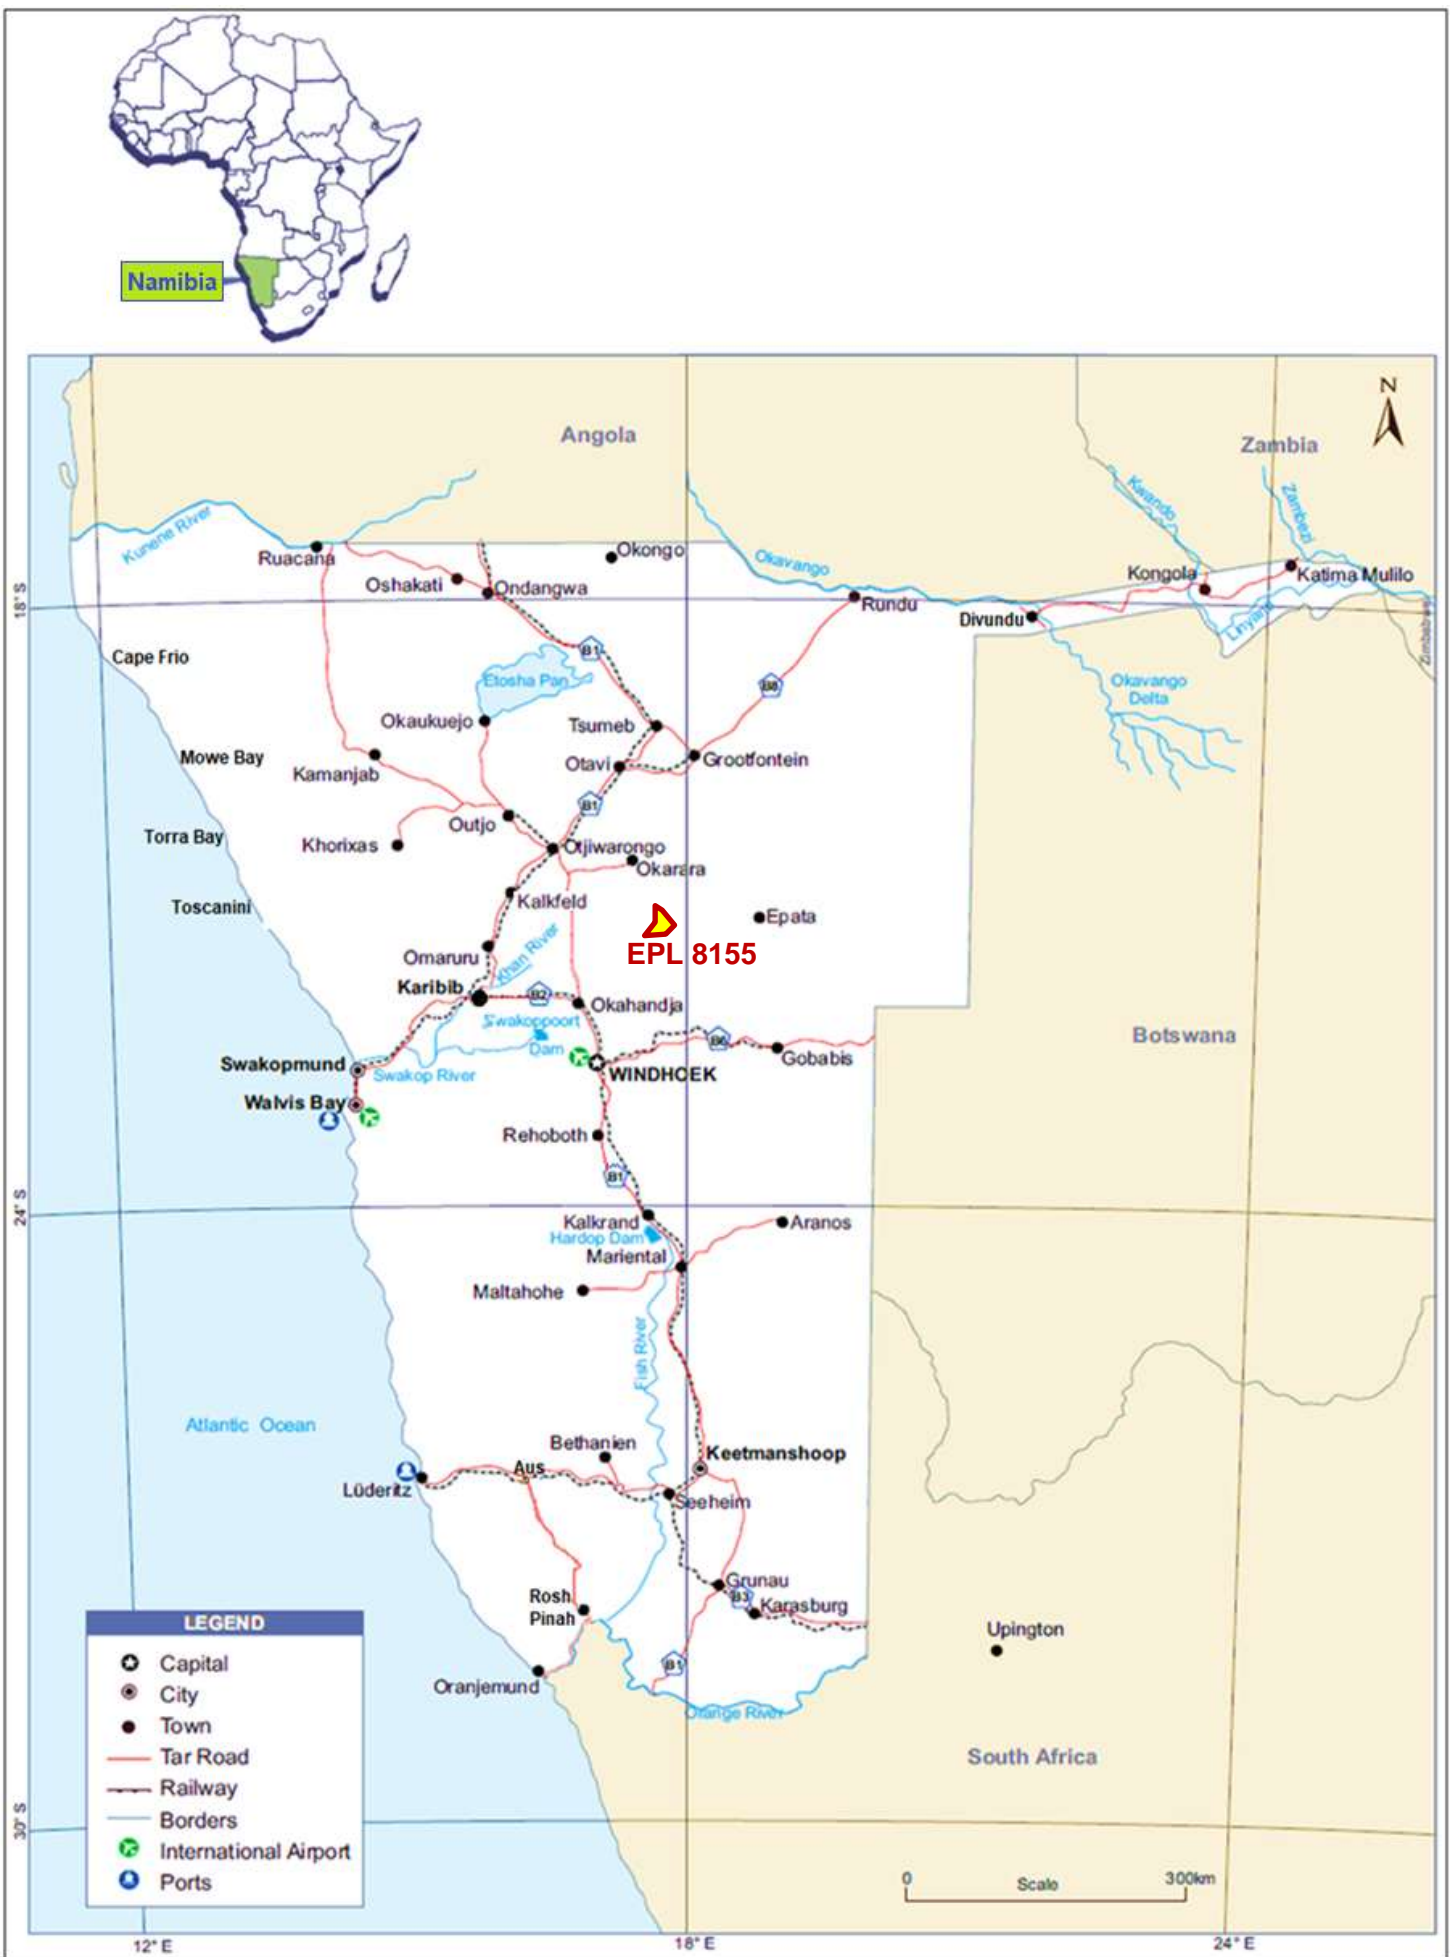 Namibia
N
Angola
Zambia
Kunene River
Kwando
Zambezi
Okongo
Ruacana
Okavango
Oshakati
Ondangwa
Kongola
Katima Mulilo
18°S
Rundu
Divundu
Linyanti
Zimbabwe
Cape Frio
B1
Etosha Pan
B8
Okavango
Delta
Okaukuejo
Tsumeb
Mowe Bay
Kamanjab
Otavi
Grootfontein
B1
Outjo
Torra Bay
Khorixas
Otjiwarongo
Okarara
Toscanini
Kalkfeld
Epata
EPL 8155
Omaruru
Khan River
Karibib
B2
Okahandja
Swakoppoort
Dam
B6
Botswana
Gobabis
Swakopmund
Swakop River
WINDHOEK
Walvis Bay
Rehoboth
B1
24° S
Kalkrand
Aranos
Hardop Dam
Mariental
Maltahohe
Fish River
Atlantic Ocean
Bethanien
Keetmanshoop
Aus
Lüderitz
Seeheim
Grunau
Rosh
Pinah
B3
Karasburg
Upington
B1
Oranjemund
Orange River
South Africa
LEGEND
Capital
City
Town
Tar Road
Railway
Borders
International Airport
Ports
30° S
0
Scale
300km
12° E
18° E
24° E